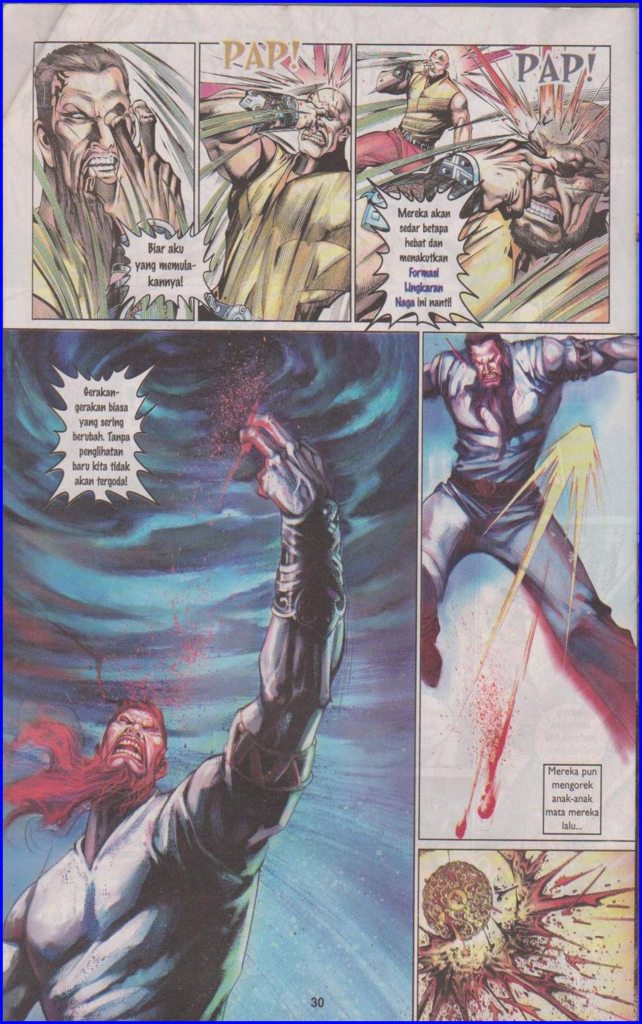 PAP!
PAP!
Biar aku
yang memula-
kannya!
Mereka akan
sedar betapa
hebat dan
menakutkan
Formasi
Lingkaran
Naga ini nanti!
Gerakan-
gerakan biasa
yang sering
berubah. Tanpa
penglihatan
baru kita tidak
akan tergoda!
Mereka pun
mengorek
anak-anak
mata mereka
lalu...
30